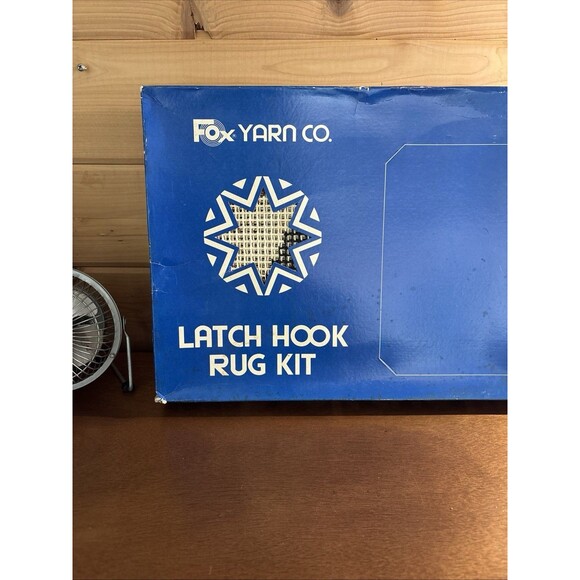 Fox YARN CO.
LATCH HOOK
RUG KIT